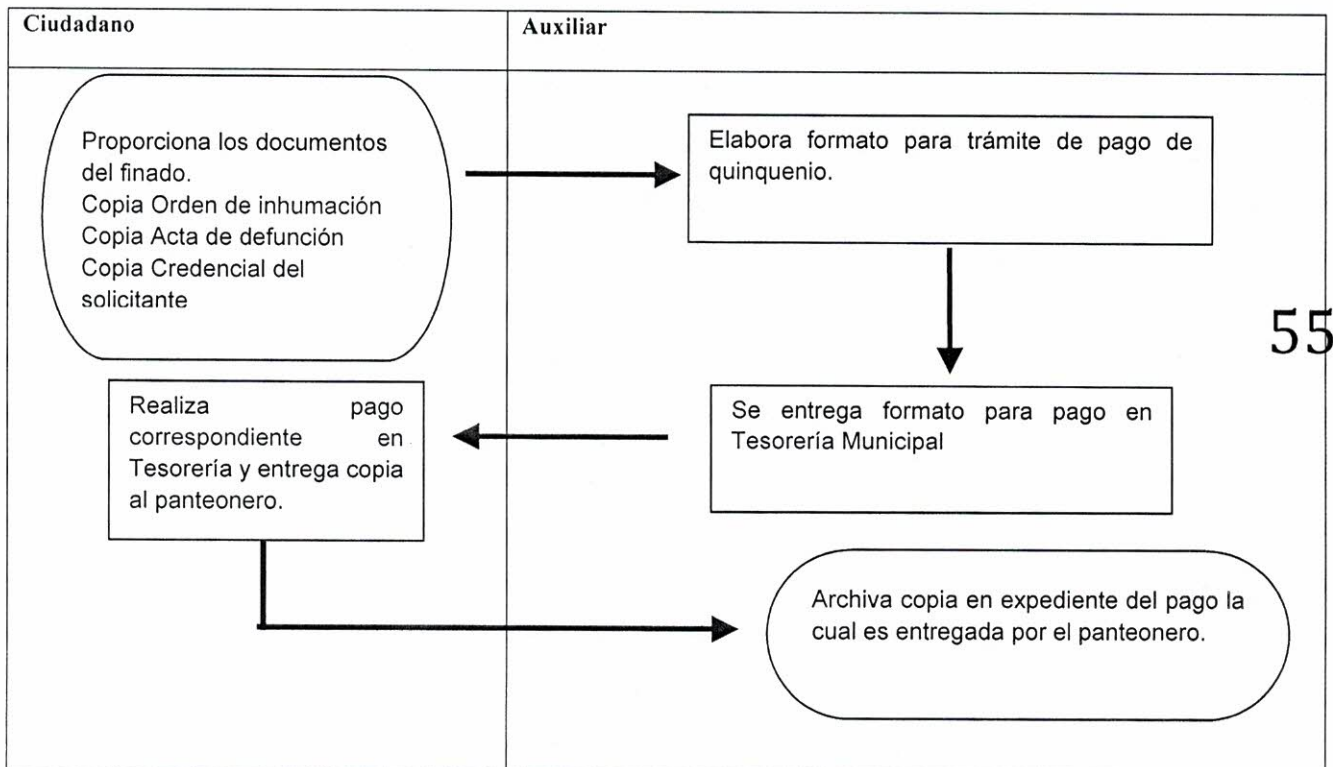 Ciudadano
Auxiliar
Proporciona los documentos
del finado.
Copia Orden de inhumación
Copia Acta de defunción
Copia Credencial del
solicitante
Elabora formato para trámite de pago de
quinquenio.
55
Se entrega formato para pago en
Tesorería Municipal
Realiza pago
correspondiente en
Tesorería y entrega copia
al panteonero.
Archiva copia en expediente del pago la
cual es entregada por el panteonero.